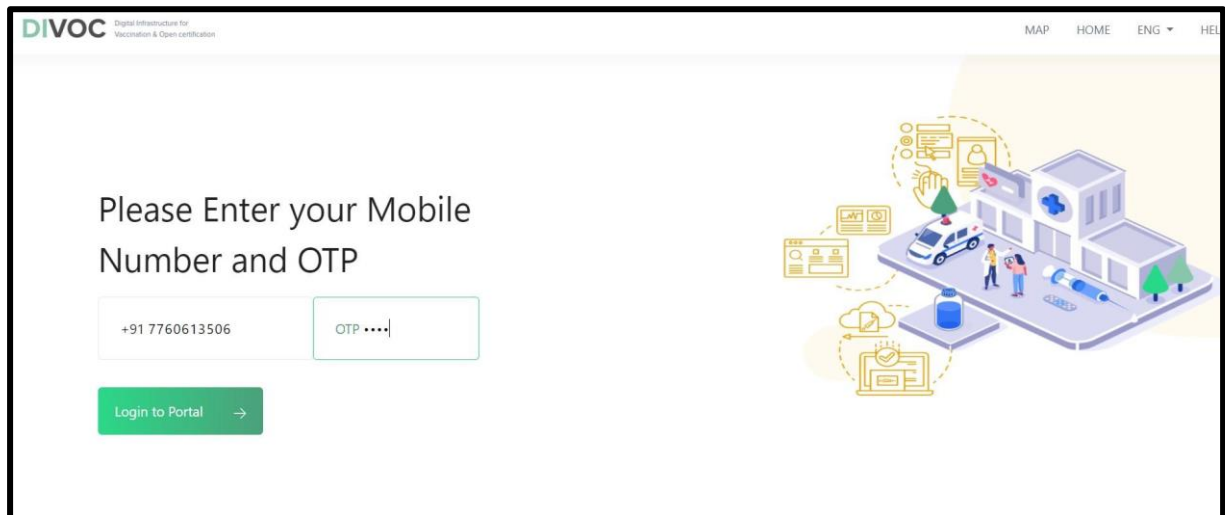 DIVOC
Digital Infrastructure for
Vaccination & Open certification
MAP HOME ENG HEL
Please Enter your Mobile
Number and OTP
+91 7760613506
OTP ••••
Login to Portal →